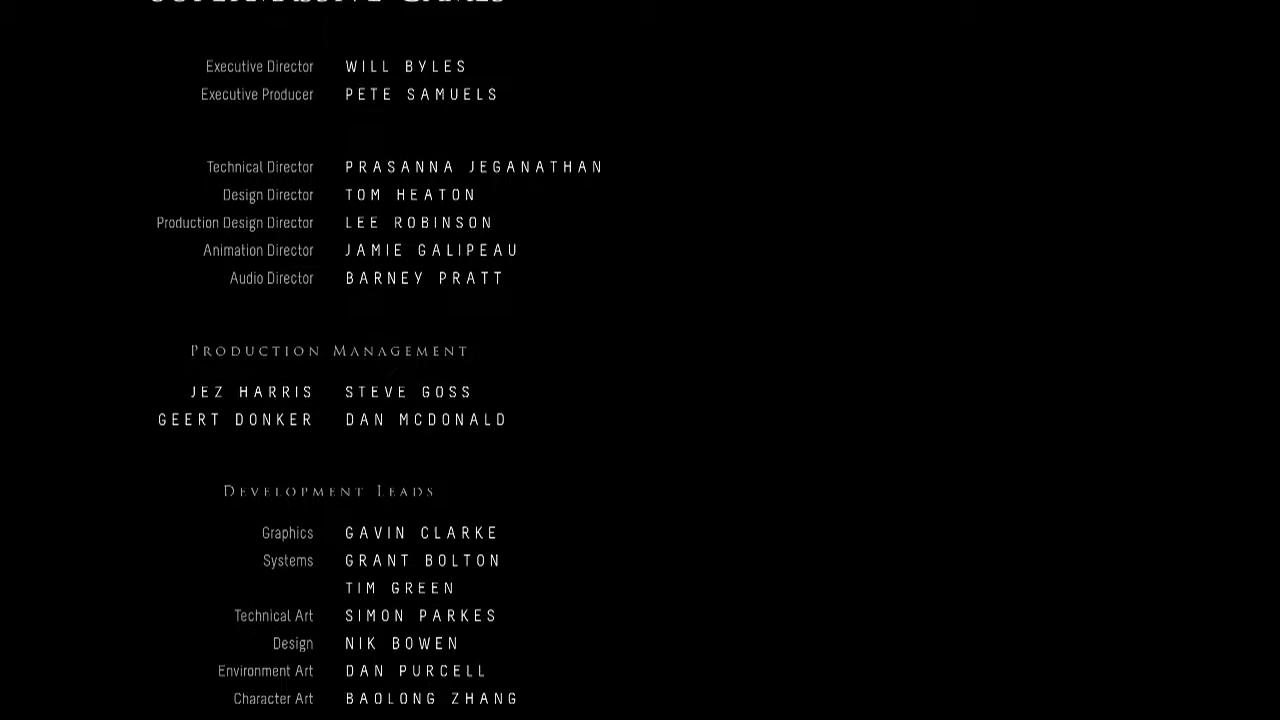 SUPERMASSIVE GAMES
Executive Director WILL BYLES
Executive Producer PETE SAMUELS
Technical Director PRASANNA JEGANATHAN
Design Director TOM HEATON
Production Design Director LEE ROBINSON
Animation Director JAMIE GALIPEAU
Audio Director BARNEY PRATT
PRODUCTION MANAGEMENT
JEZ HARRIS STEVE GOSS
GEERT DONKER DAN MCDONALD
DEVELOPMENT LEADS
Graphics GAVIN CLARKE
Systems GRANT BOLTON
TIM GREEN
Technical Art SIMON PARKES
Design NIK BOWEN
Environment Art DAN PURCELL
Character Art BAOLONG ZHANG